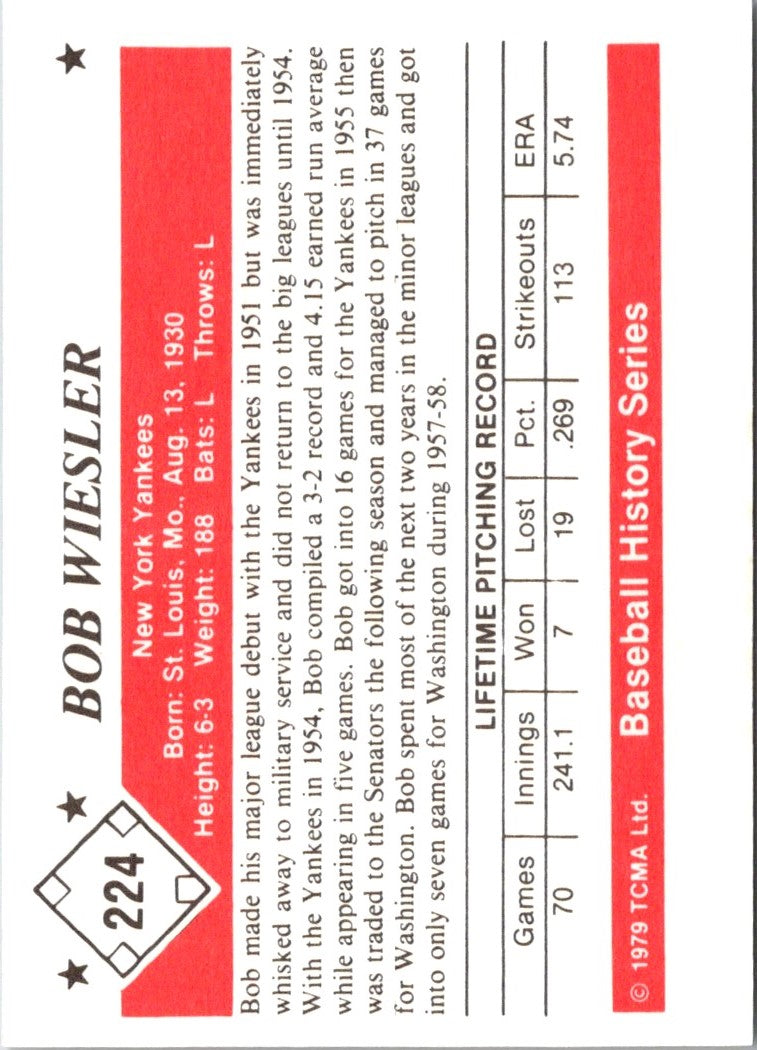 224
BOB WIESLER
New York Yankees
Born: St. Louis, Mo., Aug. 13, 1930
Height: 6-3 Weight: 188 Bats: L Throws: L
Bob made his major league debut with the Yankees in 1951 but was immediately
whisked away to military service and did not return to the big leagues until 1954.
With the Yankees in 1954, Bob compiled a 3-2 record and 4.15 earned run average
while appearing in five games. Bob got into 16 games for the Yankees in 1955 then
was traded to the Senators the following season and managed to pitch in 37 games
for Washington. Bob spent most of the next two years in the minor leagues and got
into only seven games for Washington during 1957-58.
LIFETIME PITCHING RECORD
Games Innings Won Lost Pct. Strikeouts ERA
70 241.1 7 19 .269 113 5.74
© 1979 TCMA Ltd. Baseball History Series